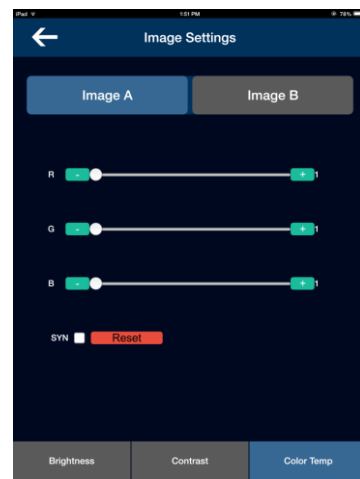 iPad 1:51 PM 78%
Image Settings
Image A Image B
R - + 1
G - + 1
B - + 1
SYN Reset
Brightness Contrast Color Temp